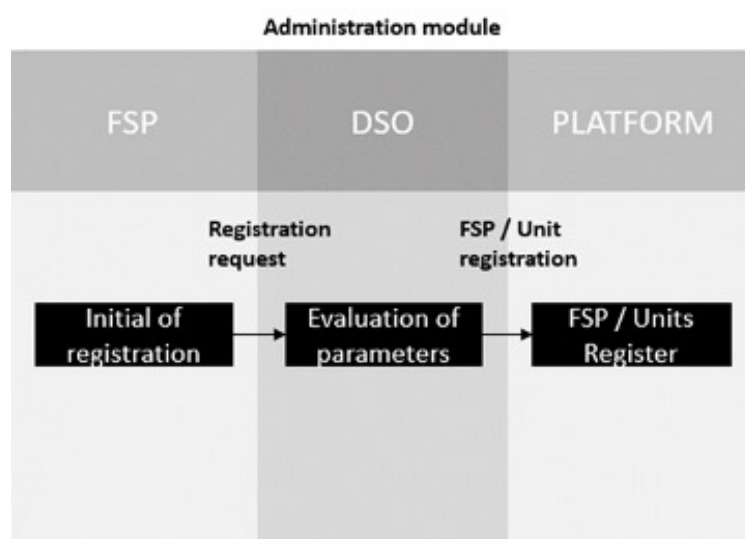 Administration module
FSP
DSO
PLATFORM
Registration
request
FSP / Unit
registration
Initial of
registration
Evaluation of
parameters
FSP / Units
Register